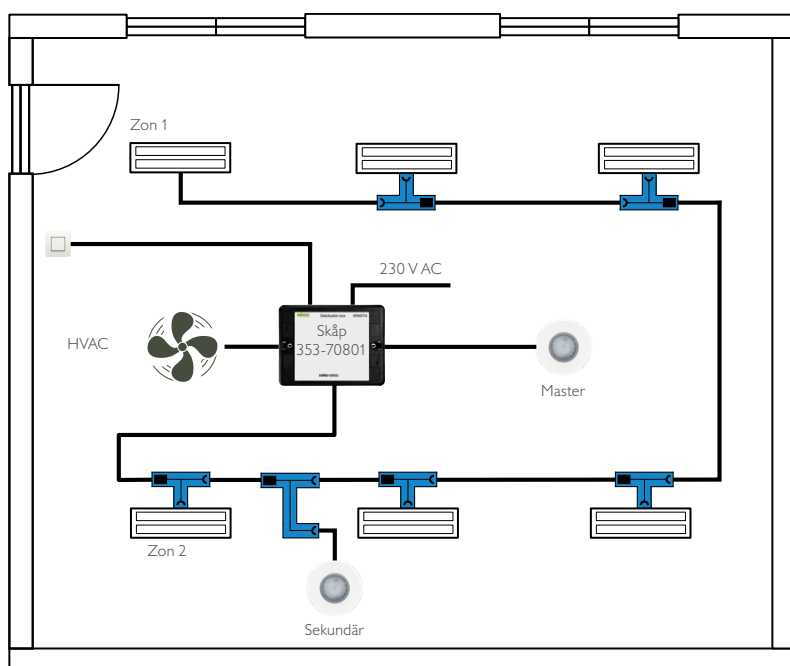 Zon 1
230 V AC
Skåp
353-70801
HVAC
Master
Zon 2
Sekundär